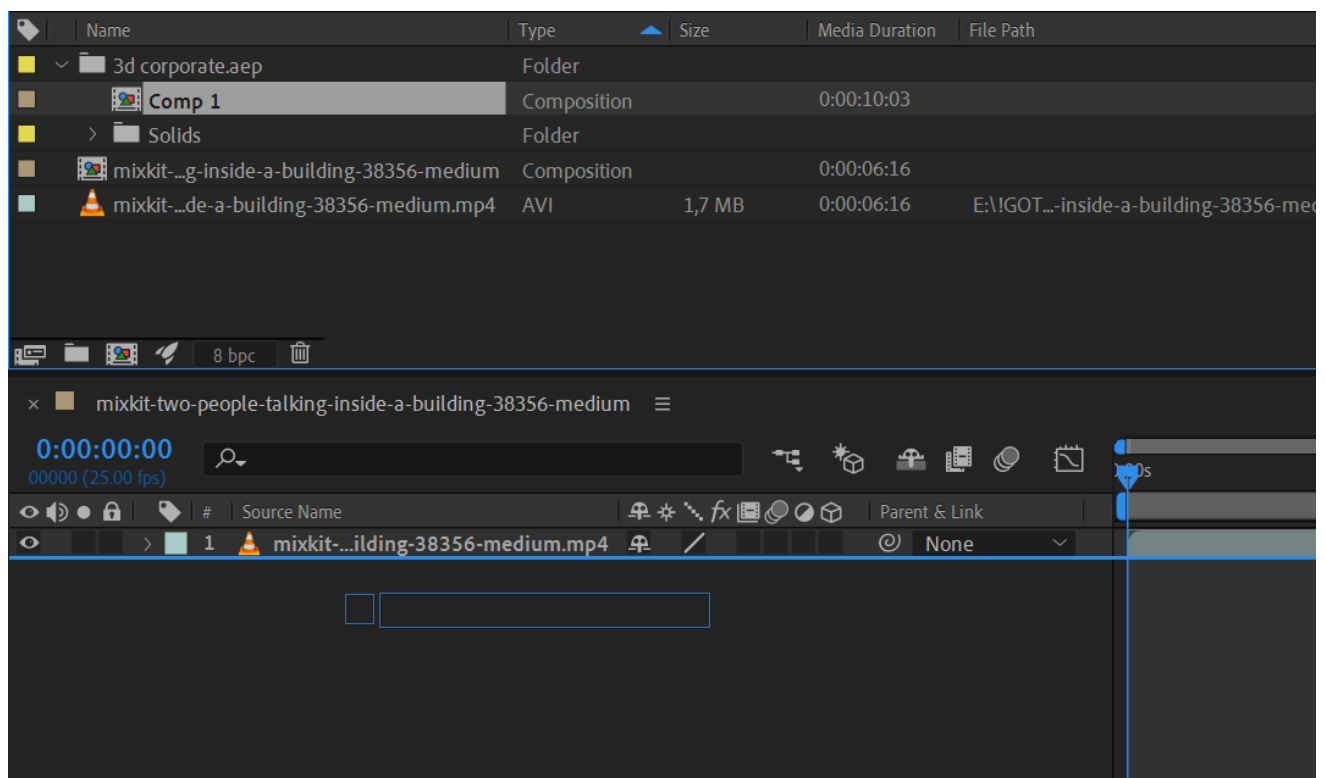 Name Type Size Media Duration File Path
3d corporate.aep Folder
Comp 1 Composition 0:00:10:03
Solids Folder
mixkit-...g-inside-a-building-38356-medium Composition 0:00:06:16
mixkit-...de-a-building-38356-medium.mp4 AVI 1,7 MB 0:00:06:16 E:\!GOT...-inside-a-building-38356-med
8 bpc
mixkit-two-people-talking-inside-a-building-38356-medium
0:00:00:00
00000 (25.00 fps)
# Source Name fx Parent & Link
1 mixkit-...ilding-38356-medium.mp4 None